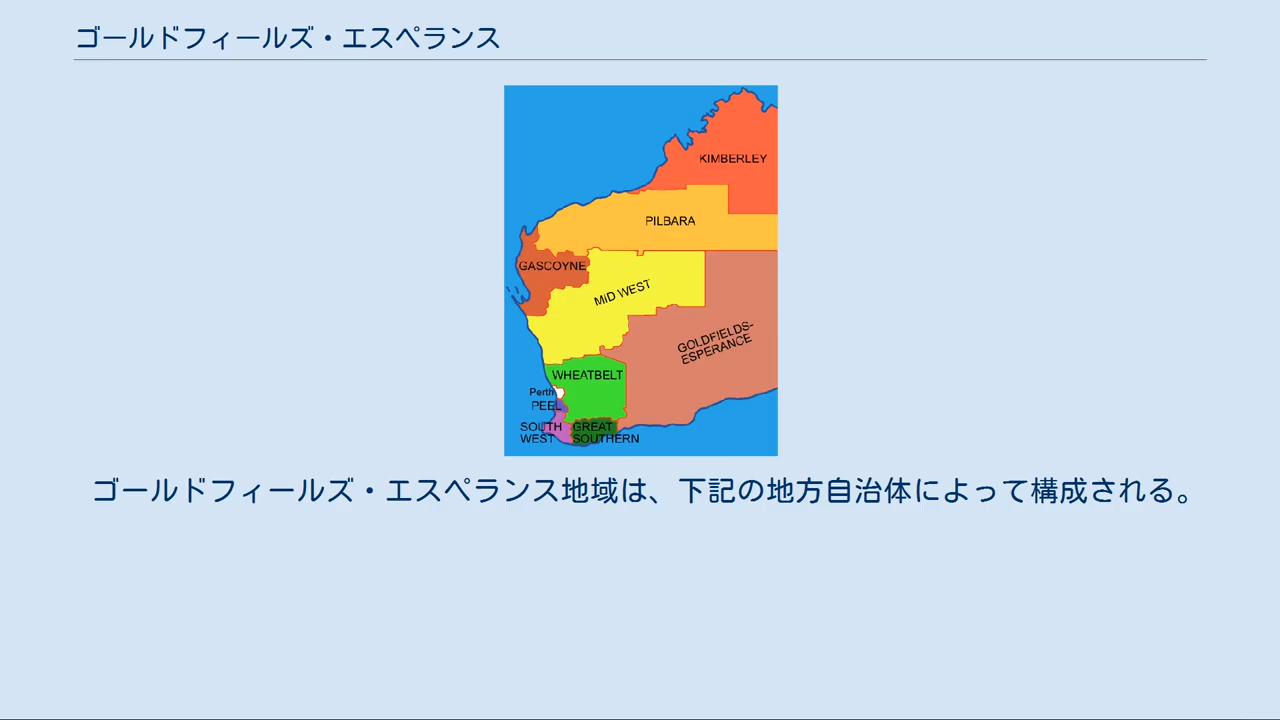 ゴールドフィールズ・エスペランス
KIMBERLEY
PILBARA
GASCOYNE
MID WEST
GOLDFIELDS-
ESPERANCE
WHEATBELT
Perth
PEEL
SOUTH
WEST
GREAT
SOUTHERN
ゴールドフィールズ・エスペランス地域は、下記の地方自治体によって構成される。